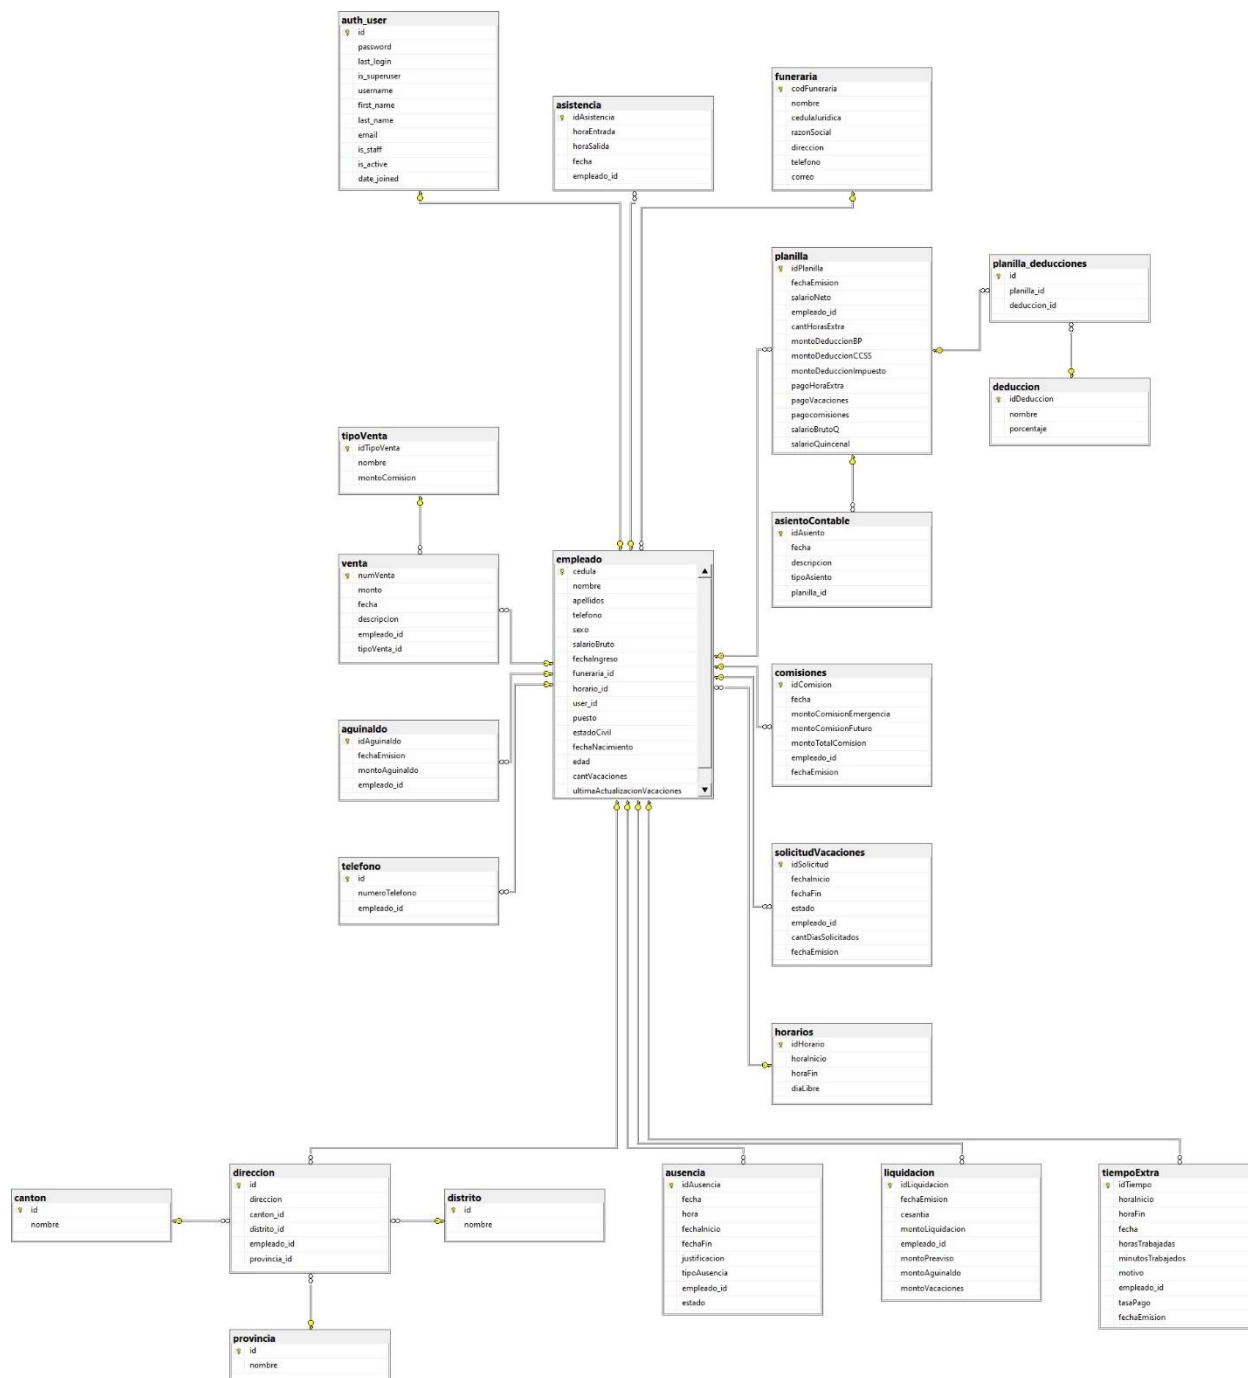 auth_user
id
password
last_login
is_superuser
username
first_name
last_name
email
is_staff
is_active
date_joined
asistencia
idAsistencia
horaEntrada
horaSalida
fecha
empleado_id
funeraria
codFuneraria
nombre
cedulaJuridica
razonSocial
direccion
telefono
correo
planilla
idPlanilla
fechaEmision
salarioNeto
empleado_id
cantHorasExtra
montoDeduccionBP
montoDeduccionCCSS
montoDeduccionImpuesto
pagoHoraExtra
pagoVacaciones
pagocomisiones
salarioBrutoQ
salarioQuincenal
planilla_deducciones
id
planilla_id
deduccion_id
deduccion
idDeduccion
nombre
porcentaje
tipoVenta
idTipoVenta
nombre
montoComision
venta
numVenta
monto
fecha
descripcion
empleado_id
tipoVenta_id
aguinaldo
idAguinaldo
fechaEmision
montoAguinaldo
empleado_id
telefono
id
numeroTelefono
empleado_id
empleado
cedula
nombre
apellidos
telefono
sexo
salarioBruto
fechaIngreso
funeraria_id
horario_id
user_id
puesto
estadoCivil
fechaNacimiento
edad
cantVacaciones
ultimaActualizacionVacaciones
asientoContable
idAsiento
fecha
descripcion
tipoAsiento
planilla_id
comisiones
idComision
fecha
montoComisionEmergencia
montoComisionFuturo
montoTotalComision
empleado_id
fechaEmision
solicitudVacaciones
idSolicitud
fechaInicio
fechaFin
estado
empleado_id
cantDiasSolicitados
fechaEmision
horarios
idHorario
horaInicio
horaFin
diaLibre
canton
id
nombre
direccion
id
direccion
canton_id
distrito_id
empleado_id
provincia_id
distrito
id
nombre
provincia
id
nombre
ausencia
idAusencia
fecha
hora
fechaInicio
fechaFin
justificacion
tipoAusencia
empleado_id
estado
liquidacion
idLiquidacion
fechaEmision
cesantia
montoLiquidacion
empleado_id
montoPreaviso
montoAguinaldo
montoVacaciones
tiempoExtra
idTiempo
horaInicio
horaFin
fecha
horasTrabajadas
minutosTrabajados
motivo
empleado_id
tasaPago
fechaEmision